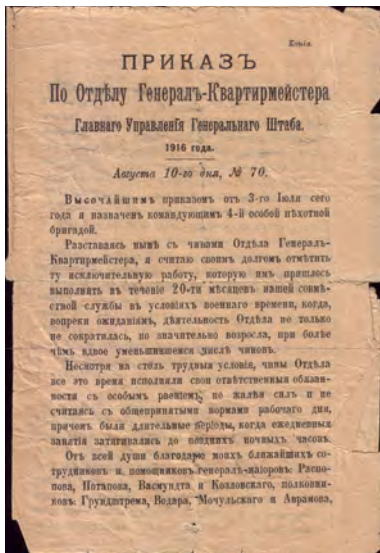 Копія.
ПРИКАЗЪ
По Отдѣлу Генералъ-Квартирмейстера
Главнаго Управленія Генеральнаго Штаба.
1916 года.
Августа 10-го дня, № 70.
Высочайшимъ приказомъ отъ 3-го Іюля сего
года я назначенъ командующимъ 4-й особой пѣхотной
бригадой.
Разставаясь нынѣ съ чинами Отдѣла Генералъ-
Квартирмейстера, я считаю своимъ долгомъ отмѣтить
ту исключительную работу, которую имъ пришлось
выполнить въ теченіе 20-ти мѣсяцевъ нашей совмѣ-
стной службы въ условіяхъ военнаго времени, когда,
вопреки ожиданіямъ, дѣятельность Отдѣла не только
не сократилась, но значительно возросла, при болѣе
чѣмъ вдвое уменьшившемся числѣ чиновъ.
Несмотря на столь трудныя условія, чины Отдѣла
все это время исполняли свои отвѣтственныя обязан-
ности съ особымъ рвеніемъ, не жалѣя силъ и не
считаясь съ общепринятыми нормами рабочаго дня,
причемъ были длительные періоды, когда ежедневныя
занятія затягивались до позднихъ ночныхъ часовъ.
Отъ всей души благодарю моихъ ближайшихъ со-
трудниковъ и помощниковъ генералъ-маіоровъ: Распо-
пова, Потапова, Васмундта и Козловскаго, полковни-
ковъ: Грундштрема, Водара, Мочульскаго и Аврамова,